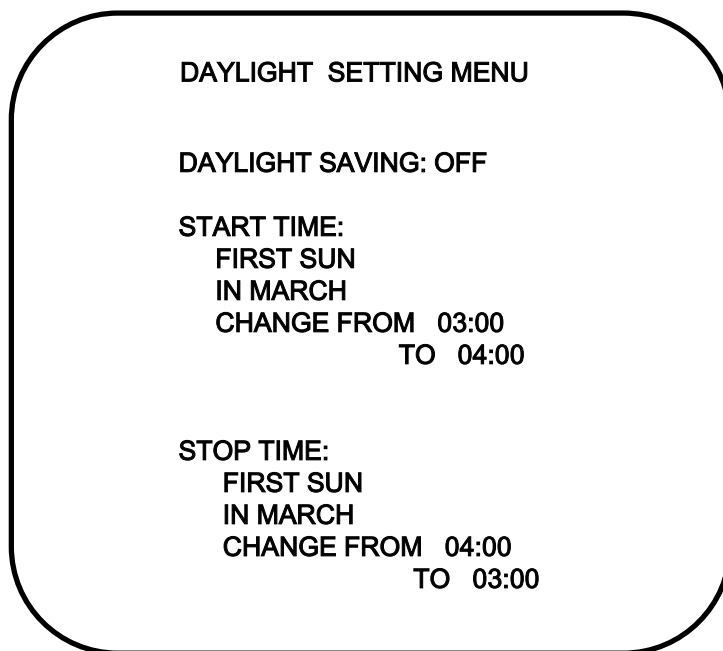 DAYLIGHT SETTING MENU
DAYLIGHT SAVING: OFF
START TIME:
FIRST SUN
IN MARCH
CHANGE FROM 03:00
TO 04:00
STOP TIME:
FIRST SUN
IN MARCH
CHANGE FROM 04:00
TO 03:00